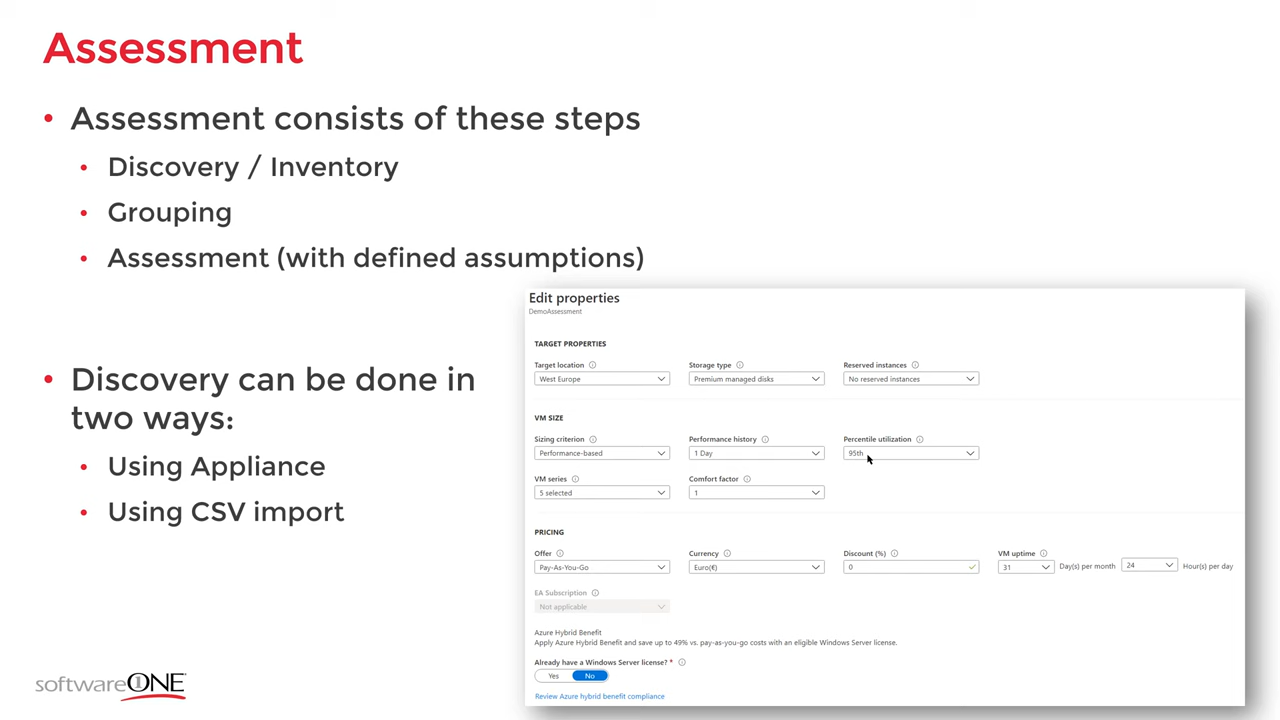 Assessment
• Assessment consists of these steps
• Discovery / Inventory
• Grouping
• Assessment (with defined assumptions)
• Discovery can be done in
two ways:
• Using Appliance
• Using CSV import
Edit properties
DemoAssessment
TARGET PROPERTIES
Target location Storage type Reserved instances
West Europe Premium managed disks No reserved instances
VM SIZE
Sizing criterion Performance history Percentile utilization
Performance-based 1 Day 95th
VM series Comfort factor
5 selected 1
PRICING
Offer Currency Discount (%) VM uptime
Pay-As-You-Go Euro(€) 0 31 Day(s) per month 24 Hour(s) per day
EA Subscription
Not applicable
Azure Hybrid Benefit
Apply Azure Hybrid Benefit and save up to 49% vs. pay-as-you-go costs with an eligible Windows Server license.
Already have a Windows Server license? *
Yes No
Review Azure hybrid benefit compliance
softwareONE